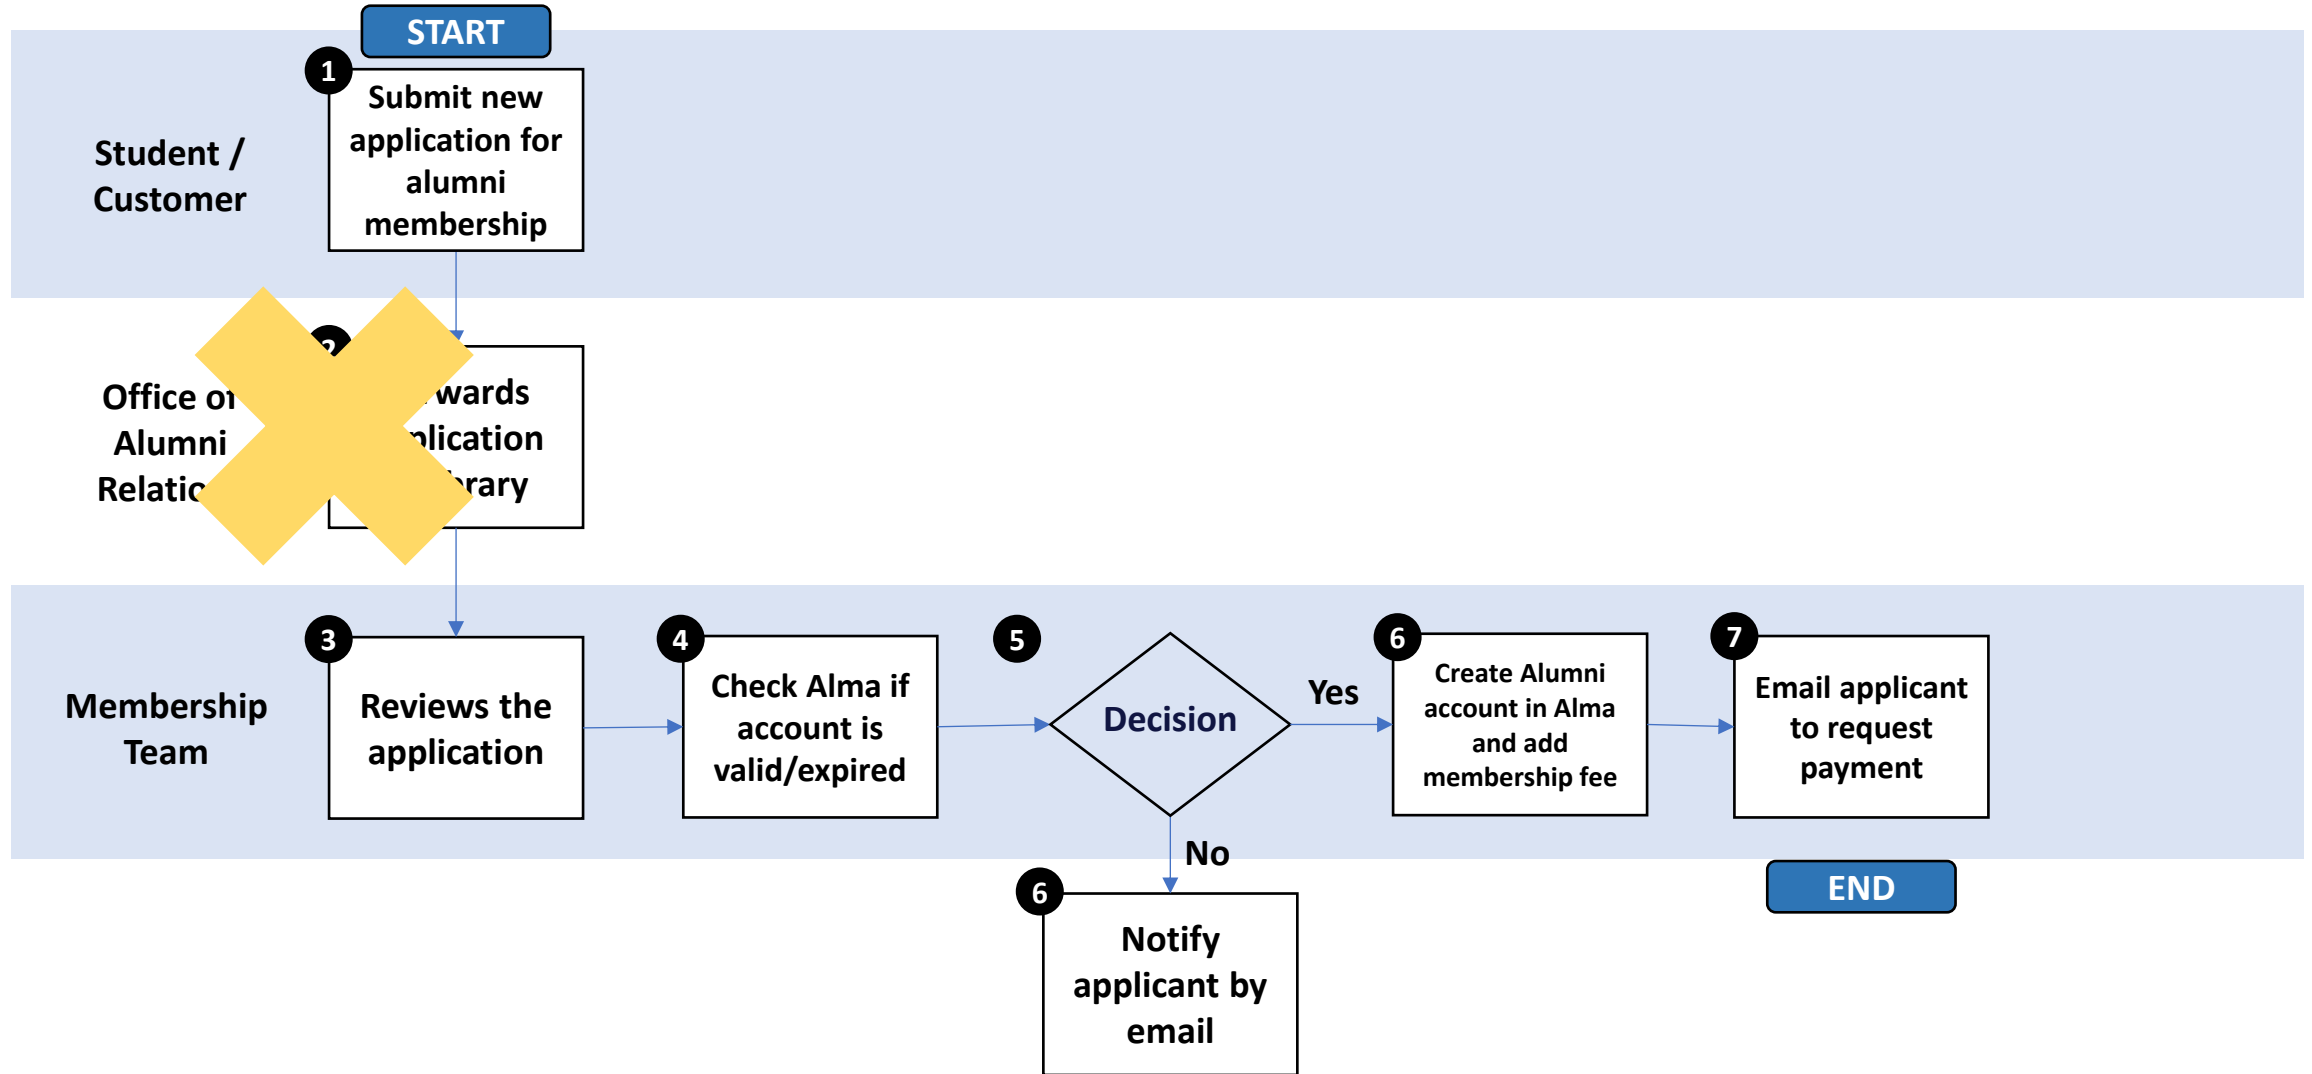 START
1
Submit new
application for
alumni
membership
Student /
Customer
2
Office of
Alumni
wards
plication
rary
3
Reviews the
application
4
Check Alma if
account is
valid/expired
5
Decision
Yes
6
Create Alumni
account in Alma
and add
membership fee
7
Email applicant
to request
payment
Membership
Team
No
6
Notify
applicant by
email
END